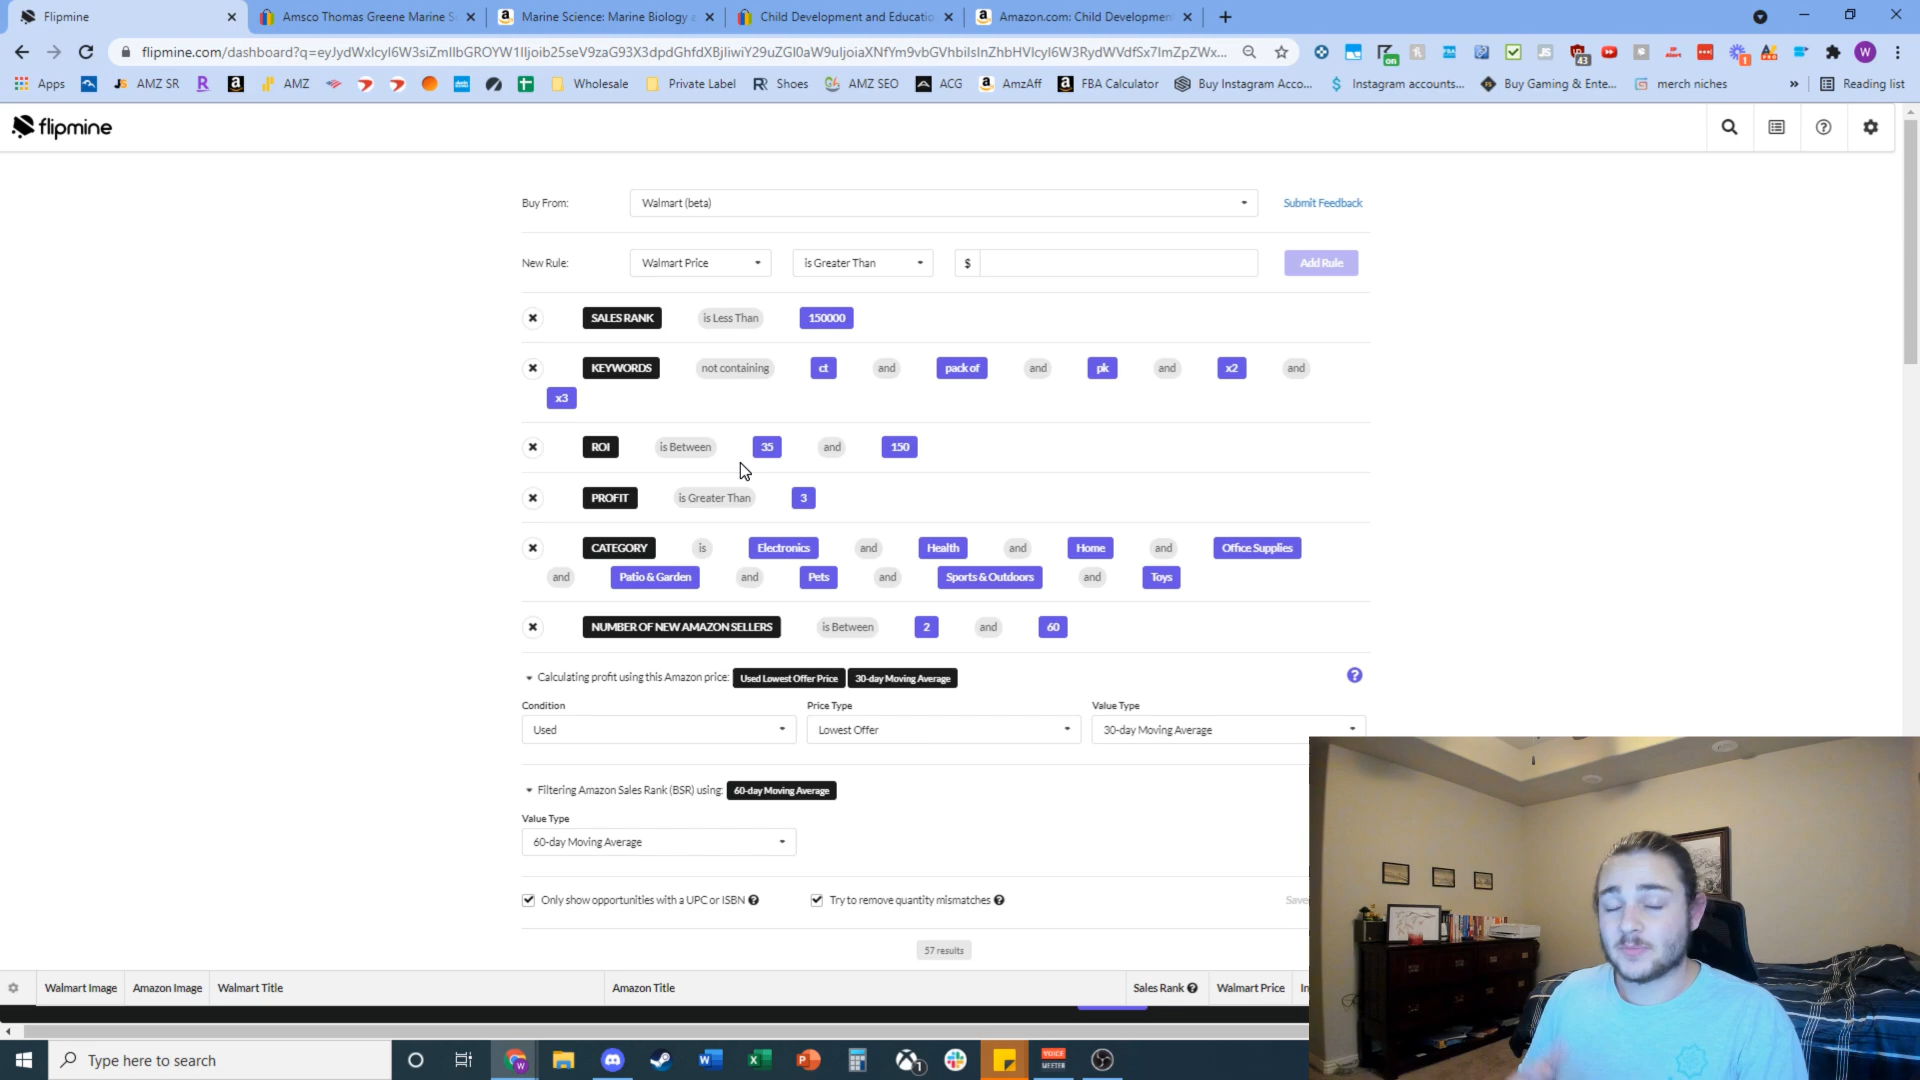 Flipmine
Amsco Thomas Greene Marine S
Marine Science: Marine Biology a
Child Development and Educatio
Amazon.com: Child Development
flipmine.com/dashboard?q=eyJydWxlcyI6W3siZmllbGROYW1lIjoib25seV9zaG93X3dpdGhfdXBjIiwiY29uZGl0aW9uIjoiaXNfYm9vbGVhbiIsInZhbHVlcyI6W3RydWVdfSx7ImZpZWx...
43
on
1
W
Apps
AMZ SR
AMZ
Wholesale
Private Label
Shoes
AMZ SEO
ACG
AmzAff
FBA Calculator
Buy Instagram Acco...
Instagram accounts...
Buy Gaming & Ente...
merch niches
Reading list
flipmine
Buy From:
Walmart (beta)
Submit Feedback
New Rule:
Walmart Price
is Greater Than
$
Add Rule
SALES RANK is Less Than 150000
KEYWORDS not containing ct and pack of and pk and x2 and
x3
ROI is Between 35 and 150
PROFIT is Greater Than 3
CATEGORY is Electronics and Health and Home and Office Supplies
and Patio & Garden and Pets and Sports & Outdoors and Toys
NUMBER OF NEW AMAZON SELLERS is Between 2 and 60
Calculating profit using this Amazon price: Used Lowest Offer Price 30-day Moving Average
Condition Price Type Value Type
Used Lowest Offer 30-day Moving Average
Filtering Amazon Sales Rank (BSR) using: 60-day Moving Average
Value Type
60-day Moving Average
Only show opportunities with a UPC or ISBN
Try to remove quantity mismatches
Save
57 results
Walmart Image Amazon Image Walmart Title Amazon Title Sales Rank Walmart Price In
Type here to search